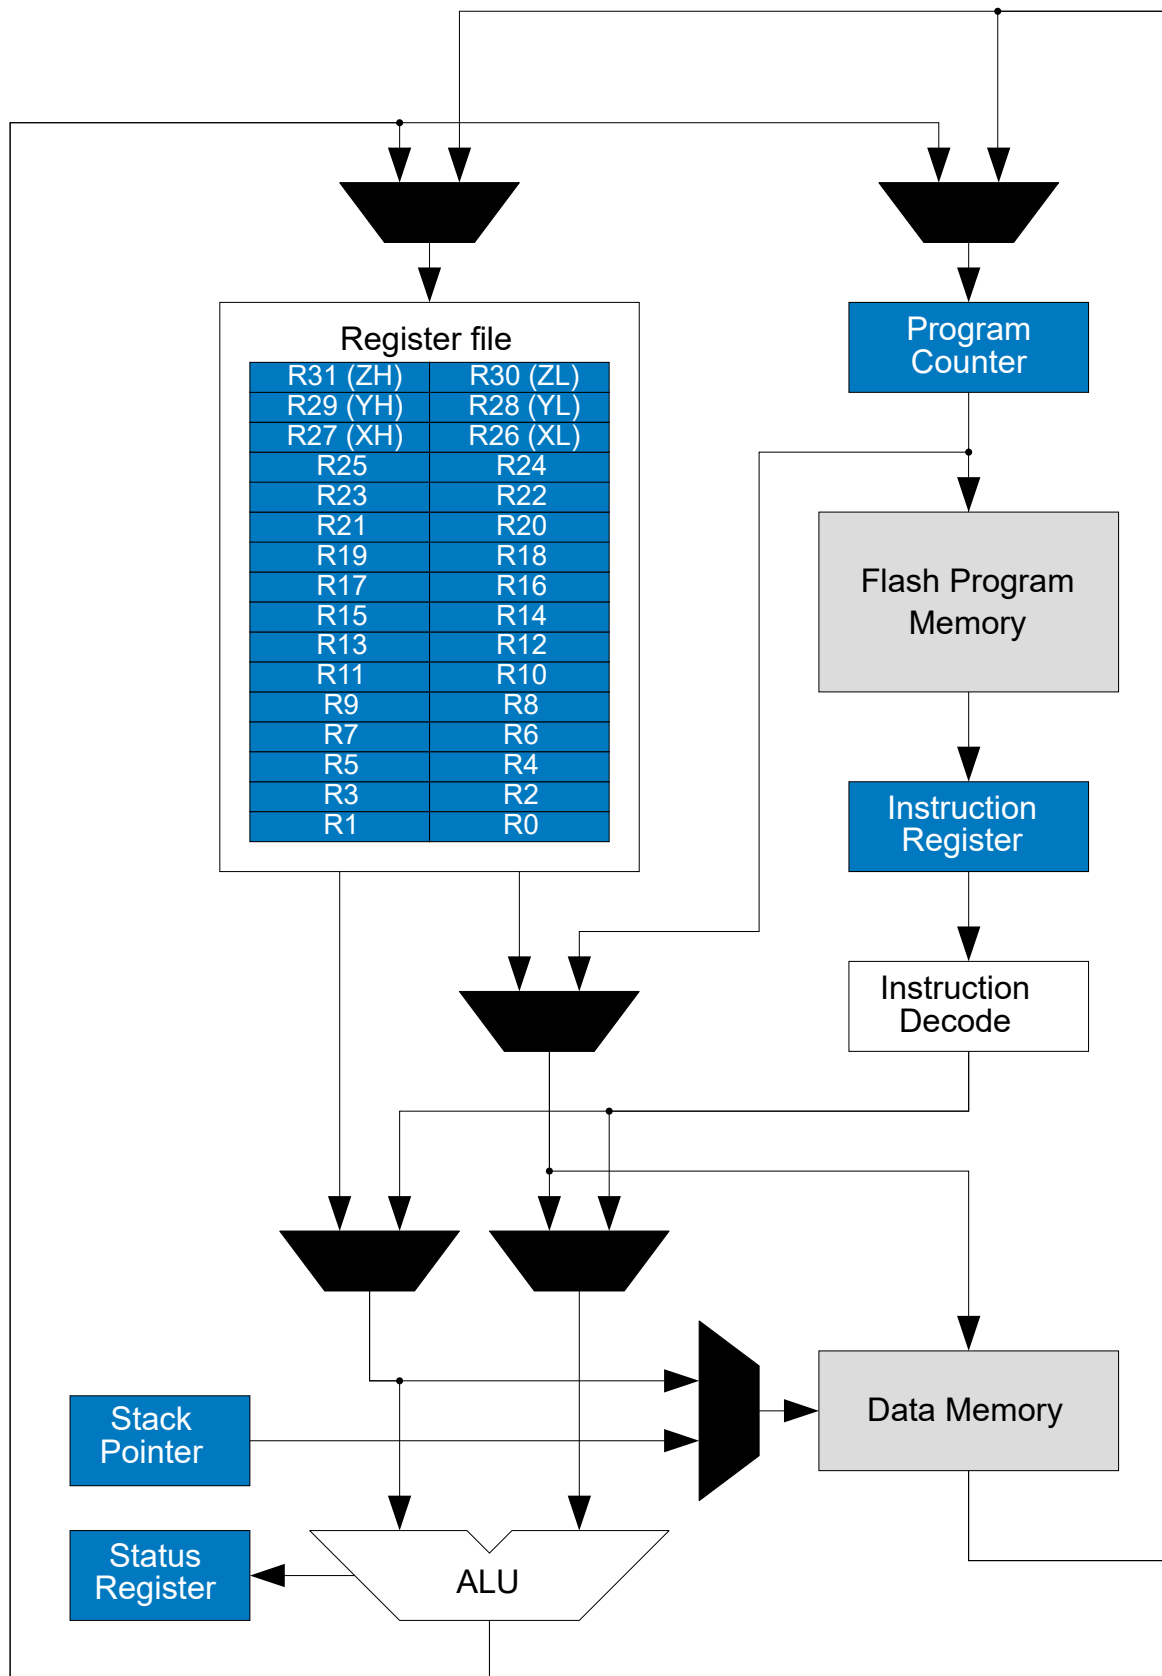 Register file
R31 (ZH) R30 (ZL)
R29 (YH) R28 (YL)
R27 (XH) R26 (XL)
R25 R24
R23 R22
R21 R20
R19 R18
R17 R16
R15 R14
R13 R12
R11 R10
R9 R8
R7 R6
R5 R4
R3 R2
R1 R0
Program
Counter
Flash Program
Memory
Instruction
Register
Instruction
Decode
Stack
Pointer
Data Memory
Status
Register
ALU